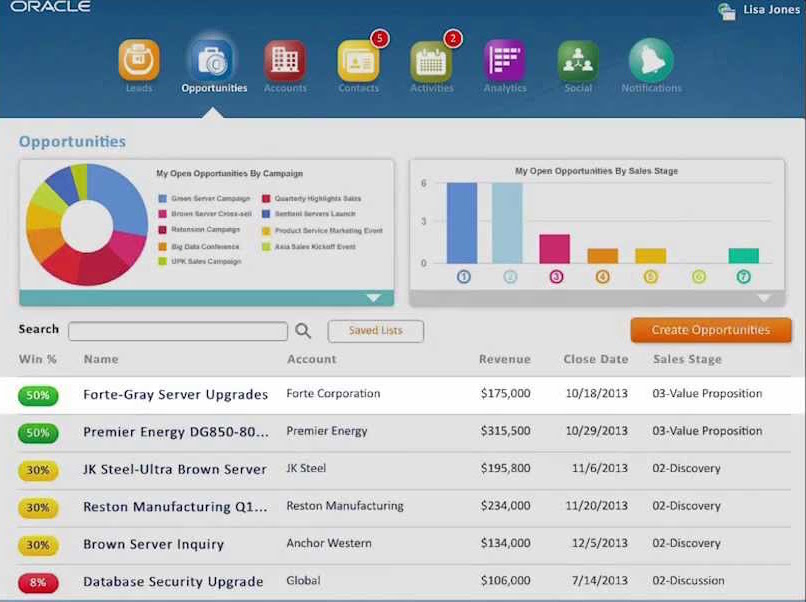 ORACLE
Lisa Jones
5
2
Leads Opportunities Accounts Contacts Activities Analytics Social Notifications
Opportunities
My Open Opportunities By Campaign
Green Server Campaign Quarterly Highlights Sales
Brown Server Cross-sell Sentinel Servers Launch
Retension Campaign Product Service Marketing Event
Big Data Conference Asia Sales Kickoff Event
UPK Sales Campaign
My Open Opportunities By Sales Stage
6
3
0
1 2 3 4 5 6 7
Search Saved Lists Create Opportunities
Win % Name Account Revenue Close Date Sales Stage
50% Forte-Gray Server Upgrades Forte Corporation $175,000 10/18/2013 03-Value Proposition
50% Premier Energy DG850-80... Premier Energy $315,500 10/29/2013 03-Value Proposition
30% JK Steel-Ultra Brown Server JK Steel $195,800 11/6/2013 02-Discovery
30% Reston Manufacturing Q1... Reston Manufacturing $234,000 11/20/2013 02-Discovery
30% Brown Server Inquiry Anchor Western $134,000 12/5/2013 02-Discovery
8% Database Security Upgrade Global $106,000 7/14/2013 02-Discussion